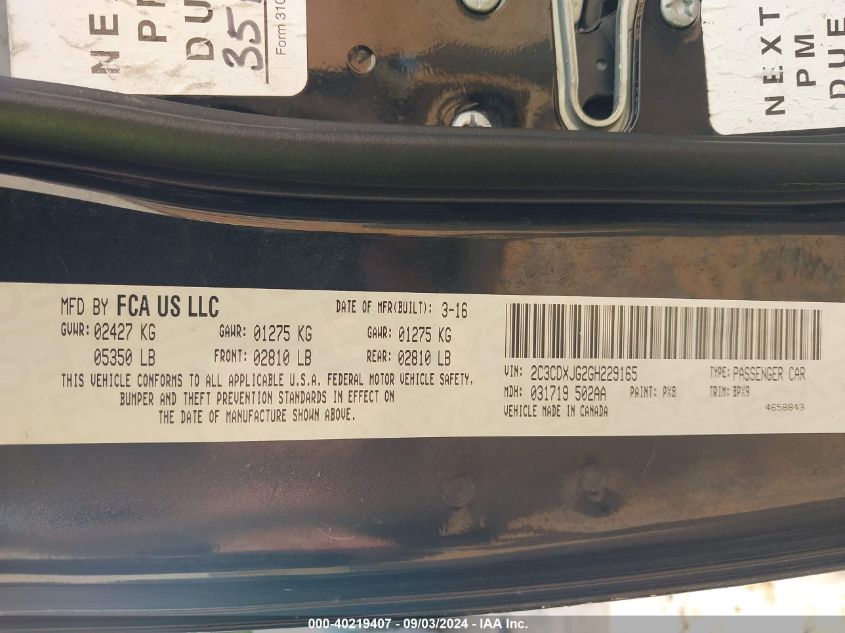 NEXT
PM
DUE
35
Form 310
NEXT
PM
DUE
MFD BY FCA US LLC
DATE OF MFR(BUILT): 3-16
GVWR: 02427 KG GAWR: 01275 KG GAWR: 01275 KG
05350 LB FRONT: 02810 LB REAR: 02810 LB
THIS VEHICLE CONFORMS TO ALL APPLICABLE U.S.A. FEDERAL MOTOR VEHICLE SAFETY,
BUMPER AND THEFT PREVENTION STANDARDS IN EFFECT ON
THE DATE OF MANUFACTURE SHOWN ABOVE.
VIN: 2C3CDXJG2GH229165 TYPE: PASSENGER CAR
MDH: 031719 502AA PAINT: PX8 TRIM: BPX9
VEHICLE MADE IN CANADA 4658843
000-40219407 - 09/03/2024 - IAA Inc.